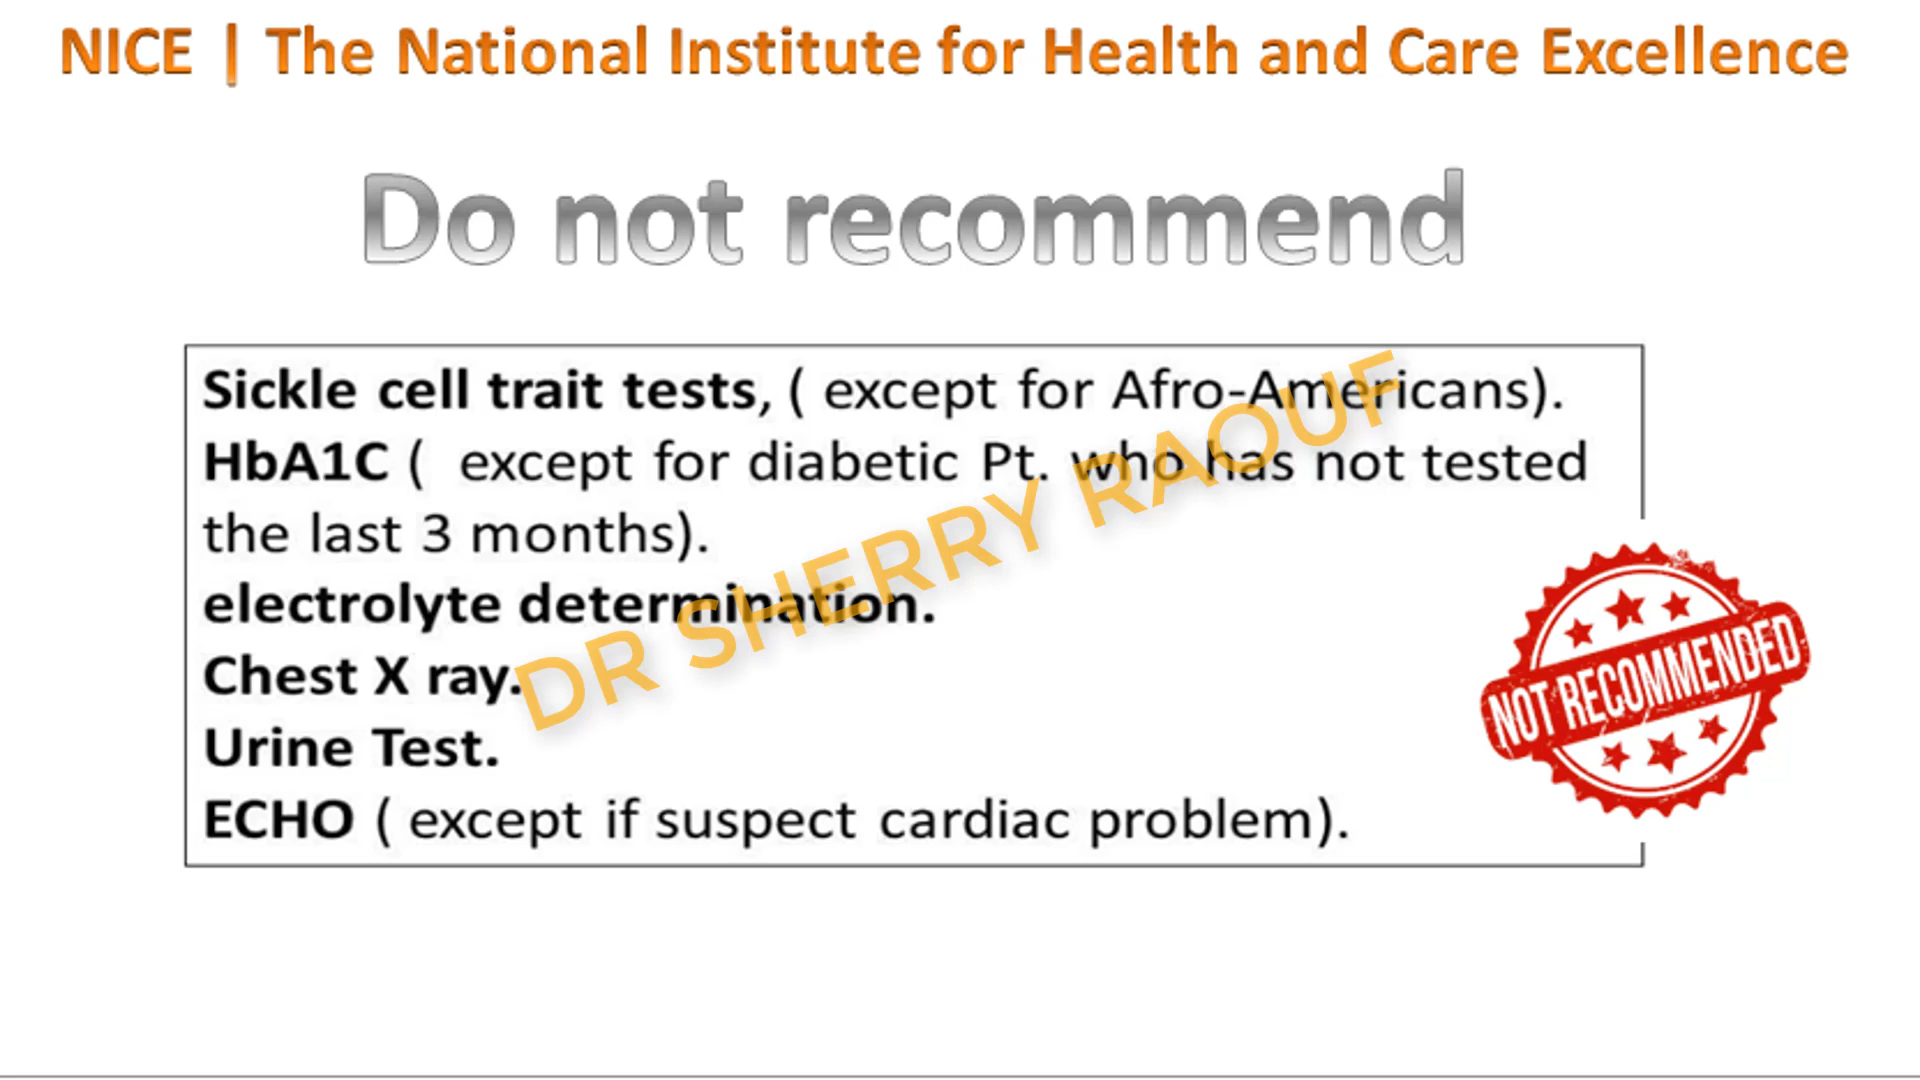 NICE | The National Institute for Health and Care Excellence
Do not recommend
Sickle cell trait tests, ( except for Afro-Americans).
HbA1C ( except for diabetic Pt. who has not tested
the last 3 months).
electrolyte determination.
Chest X ray.
Urine Test.
ECHO ( except if suspect cardiac problem).
DR SHERRY RAOUF
NOT RECOMMENDED